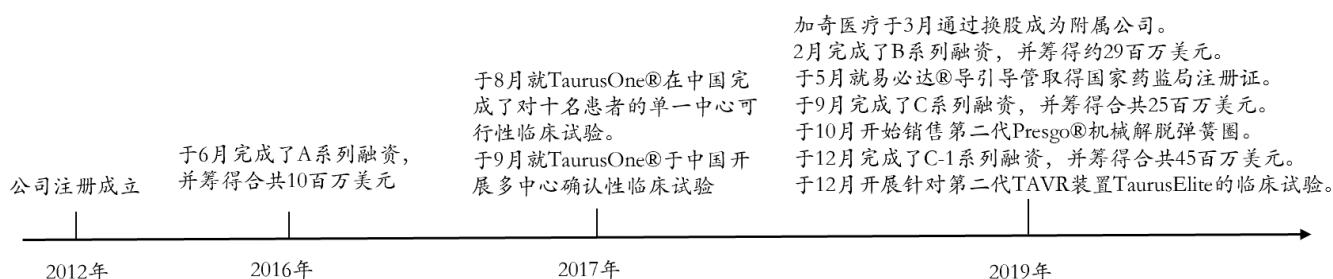 公司注册成立
2012年
于6月完成了A系列融资，
并筹得合共10百万美元
2016年
于8月就TaurusOne®在中国完
成了对十名患者的单一中心可
行性临床试验。
于9月就TaurusOne®于中国开
展多中心确认性临床试验
2017年
加奇医疗于3月通过换股成为附属公司。
2月完成了B系列融资，并筹得约29百万美元。
于5月就易必达®导引导管取得国家药监局注册证。
于9月完成了C系列融资，并筹得合共25百万美元。
于10月开始销售第二代Presgo®机械解脱弹簧圈。
于12月完成了C-1系列融资，并筹得合共45百万美元。
于12月开展针对第二代TAVR装置TaurusElite的临床试验。
2019年